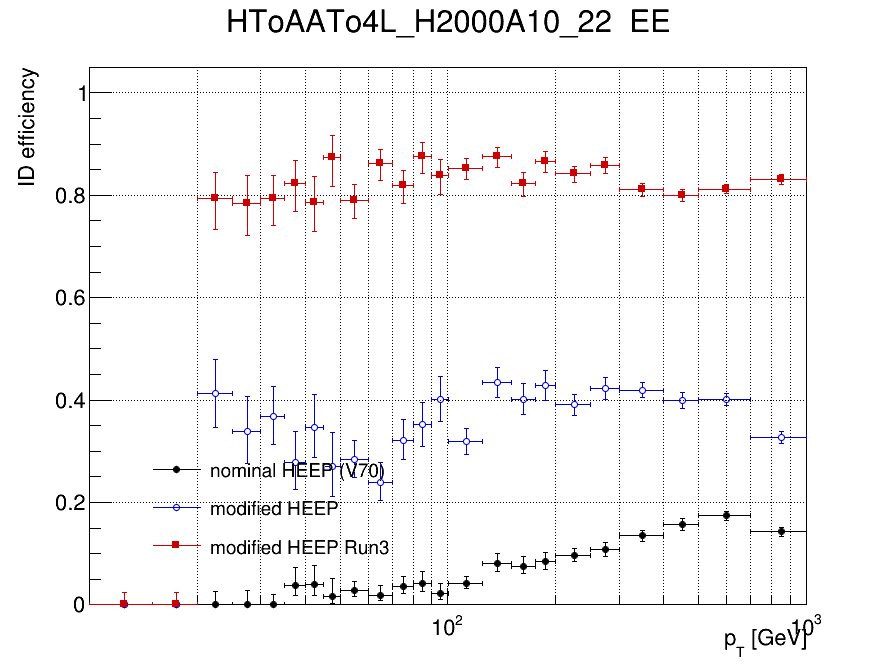 HToAATo4L_H2000A10_22 EE
ID efficiency
1
0.8
0.6
0.4
0.2
0
nominal HEEP (V70)
modified HEEP
modified HEEP Run3
10²
10³
p_T [GeV]